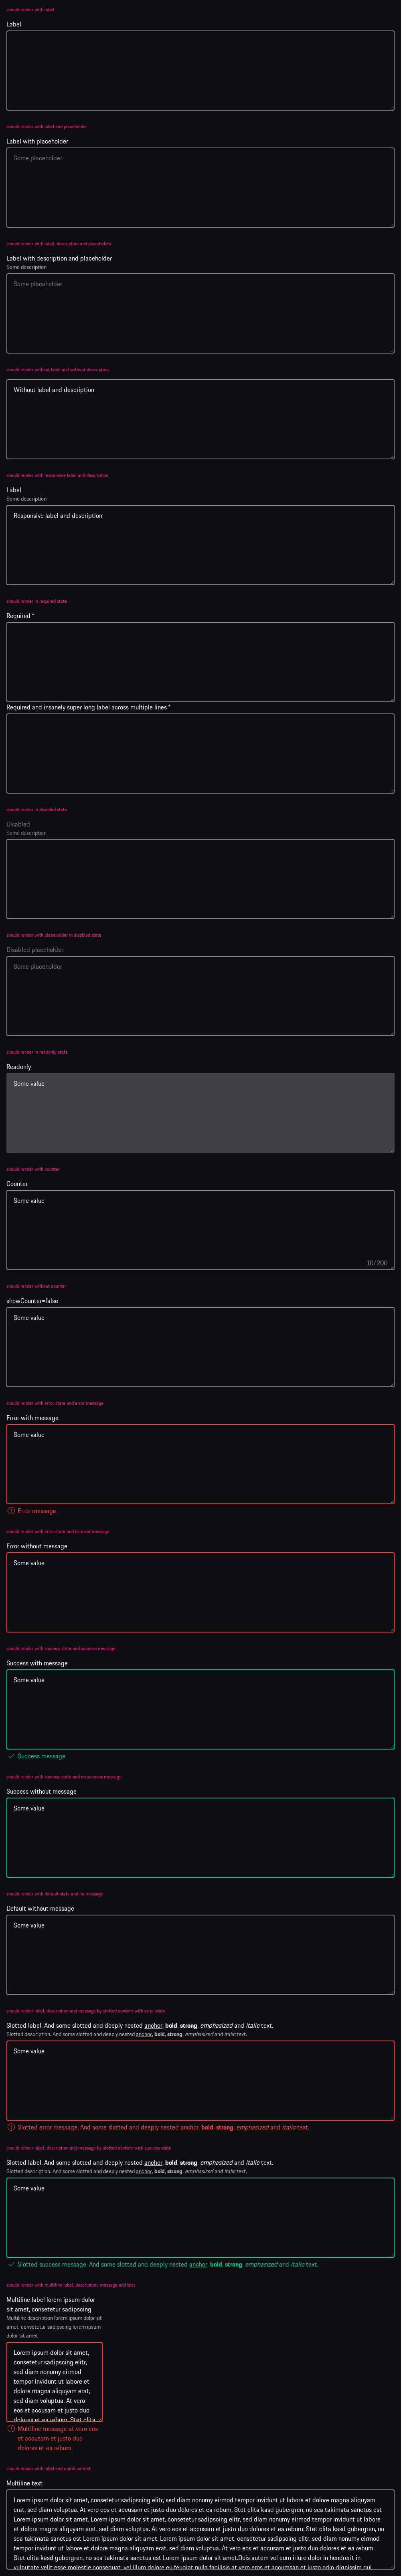 should render with label
Label
should render with label and placeholder
Label with placeholder
Some placeholder
should render with label, description and placeholder
Label with description and placeholder
Some description
Some placeholder
should render without label and without description
Without label and description
should render with responsive label and description
Label
Some description
Responsive label and description
should render in required state
Required *
Required and insanely super long label across multiple lines *
should render in disabled state
Disabled
Some description
should render with placeholder in disabled state
Disabled placeholder
Some placeholder
should render in readonly state
Readonly
Some value
should render with counter
Counter
Some value
10/200
should render without counter
showCounter=false
Some value
should render with error state and error message
Error with message
Some value
Error message
should render with error state and no error message
Error without message
Some value
should render with success state and success message
Success with message
Some value
Success message
should render with success state and no success message
Success without message
Some value
should render with default state and no message
Default without message
Some value
should render label, description and message by slotted content with error state
Slotted label. And some slotted and deeply nested anchor, bold, strong, emphasized and italic text.
Slotted description. And some slotted and deeply nested anchor, bold, strong, emphasized and italic text.
Some value
Slotted error message. And some slotted and deeply nested anchor, bold, strong, emphasized and italic text.
should render label, description and message by slotted content with success state
Slotted label. And some slotted and deeply nested anchor, bold, strong, emphasized and italic text.
Slotted description. And some slotted and deeply nested anchor, bold, strong, emphasized and italic text.
Some value
Slotted success message. And some slotted and deeply nested anchor, bold, strong, emphasized and italic text.
should render with multiline label, description, message and text
Multiline label lorem ipsum dolor
sit amet, consetetur sadipscing
Multiline description lorem ipsum dolor sit
amet, consetetur sadipscing lorem ipsum
dolor sit amet
Lorem ipsum dolor sit amet,
consetetur sadipscing elitr,
sed diam nonumy eirmod
tempor invidunt ut labore et
dolore magna aliquyam erat,
sed diam voluptua. At vero
eos et accusam et justo duo
dolores et ea rebum. Stet clita
Multiline message at vero eos
et accusam et justo duo
dolores et ea rebum.
should render with label and multiline text
Multiline text
Lorem ipsum dolor sit amet, consetetur sadipscing elitr, sed diam nonumy eirmod tempor invidunt ut labore et dolore magna aliquyam
erat, sed diam voluptua. At vero eos et accusam et justo duo dolores et ea rebum. Stet clita kasd gubergren, no sea takimata sanctus est
Lorem ipsum dolor sit amet. Lorem ipsum dolor sit amet, consetetur sadipscing elitr, sed diam nonumy eirmod tempor invidunt ut labore
et dolore magna aliquyam erat, sed diam voluptua. At vero eos et accusam et justo duo dolores et ea rebum. Stet clita kasd gubergren, no
sea takimata sanctus est Lorem ipsum dolor sit amet. Lorem ipsum dolor sit amet, consetetur sadipscing elitr, sed diam nonumy eirmod
tempor invidunt ut labore et dolore magna aliquyam erat, sed diam voluptua. At vero eos et accusam et justo duo dolores et ea rebum.
Stet clita kasd gubergren, no sea takimata sanctus est Lorem ipsum dolor sit amet.Duis autem vel eum iriure dolor in hendrerit in
vulputate velit esse molestie consequat, vel illum dolore eu feugiat nulla facilisis at vero eros et accumsan et iusto odio dignissim qui